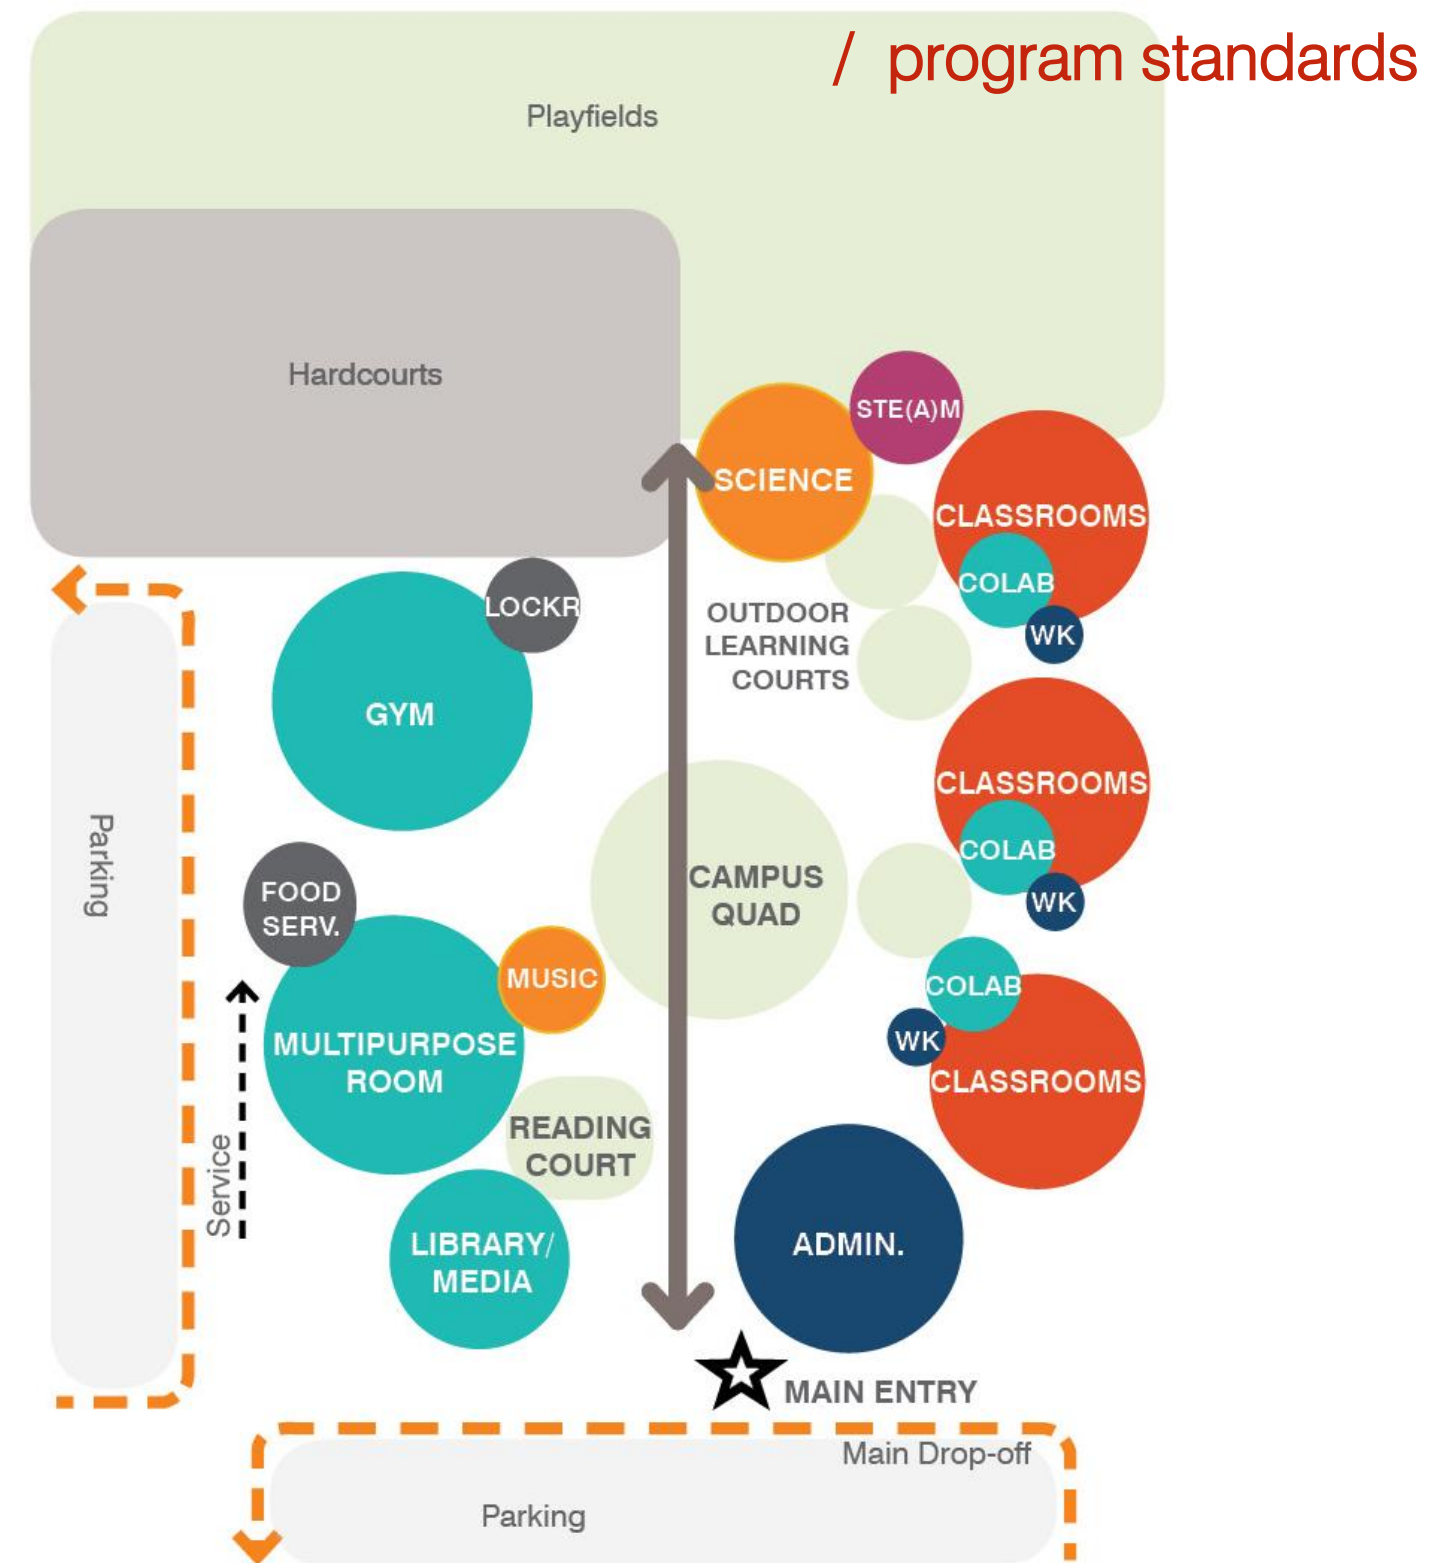 / program standards
Playfields
Hardcourts
STE(A)M
SCIENCE
CLASSROOMS
COLAB
WK
LOCKR
OUTDOOR
LEARNING
COURTS
GYM
CLASSROOMS
COLAB
WK
Parking
FOOD
SERV.
CAMPUS
QUAD
MUSIC
COLAB
WK
CLASSROOMS
MULTIPURPOSE
ROOM
READING
COURT
Service
LIBRARY/
MEDIA
ADMIN.
MAIN ENTRY
Main Drop-off
Parking